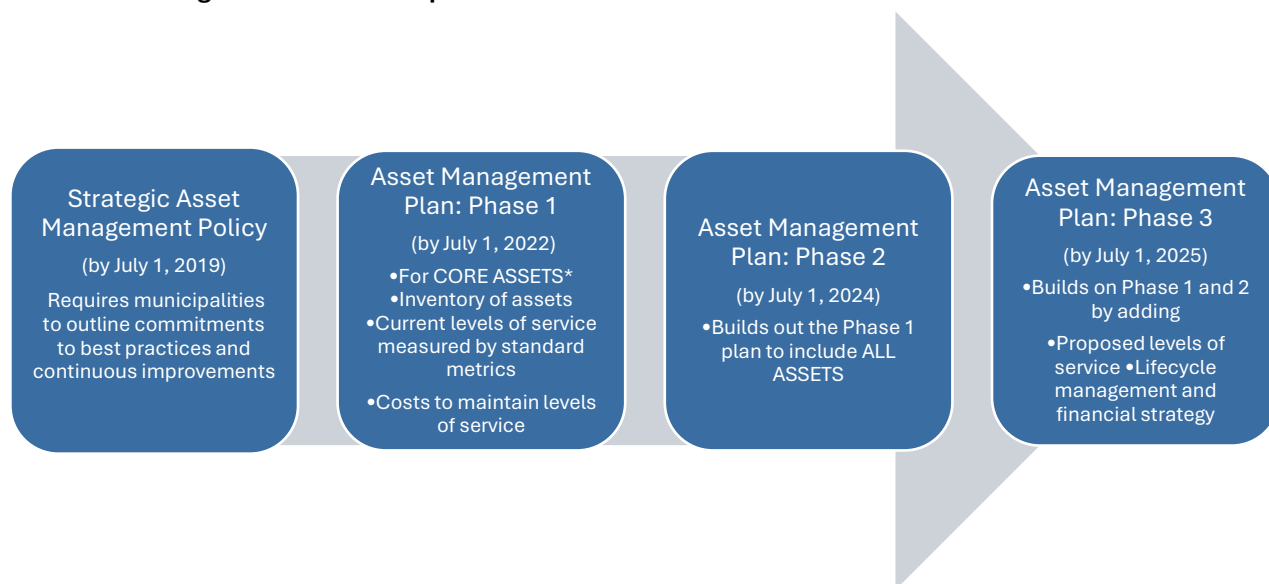 Strategic Asset
Management Policy
(by July 1, 2019)
Requires municipalities
to outline commitments
to best practices and
continuous improvements
Asset Management
Plan: Phase 1
(by July 1, 2022)
•For CORE ASSETS*
•Inventory of assets
•Current levels of service
measured by standard
metrics
•Costs to maintain levels
of service
Asset Management
Plan: Phase 2
(by July 1, 2024)
•Builds out the Phase 1
plan to include ALL
ASSETS
Asset Management
Plan: Phase 3
(by July 1, 2025)
•Builds on Phase 1 and 2
by adding
•Proposed levels of
service •Lifecycle
management and
financial strategy